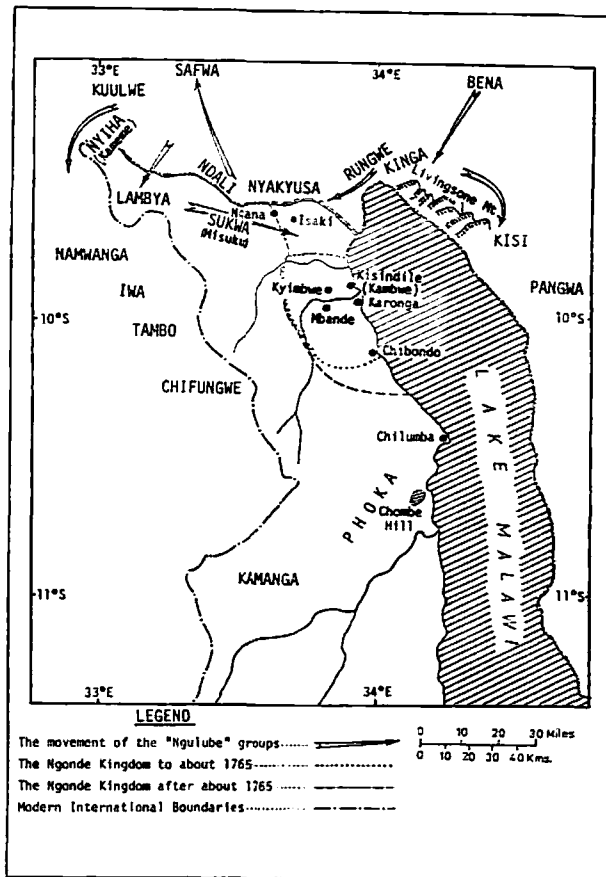 33°E
SAFWA
34°E
KUULWE
BENA
NYIHA
(Kameme)
NDALI
NYAKYUSA
RUNGWE
KINGA
Livingsone Mt.
LAMBYA
SUKWA
(Misuku)
Isaki
KISI
NAMWANGA
IWA
TAMBO
CHIFUNGWE
PANGWA
Kyimbwe
Kisindile
(Kambwe)
Karonga
Mbande
10°S
10°S
Chibondo
Chilumba
PHOKA
Chombe
Hill
LAKE MALAWI
KAMANGA
11°S
11°S
33°E
34°E
LEGEND
The movement of the "Ngulube" groups
The Ngonde Kingdom to about 1765
The Ngonde Kingdom after about 1765
Modern International Boundaries
0 10 20 30 Miles
0 10 20 30 40 Kms.